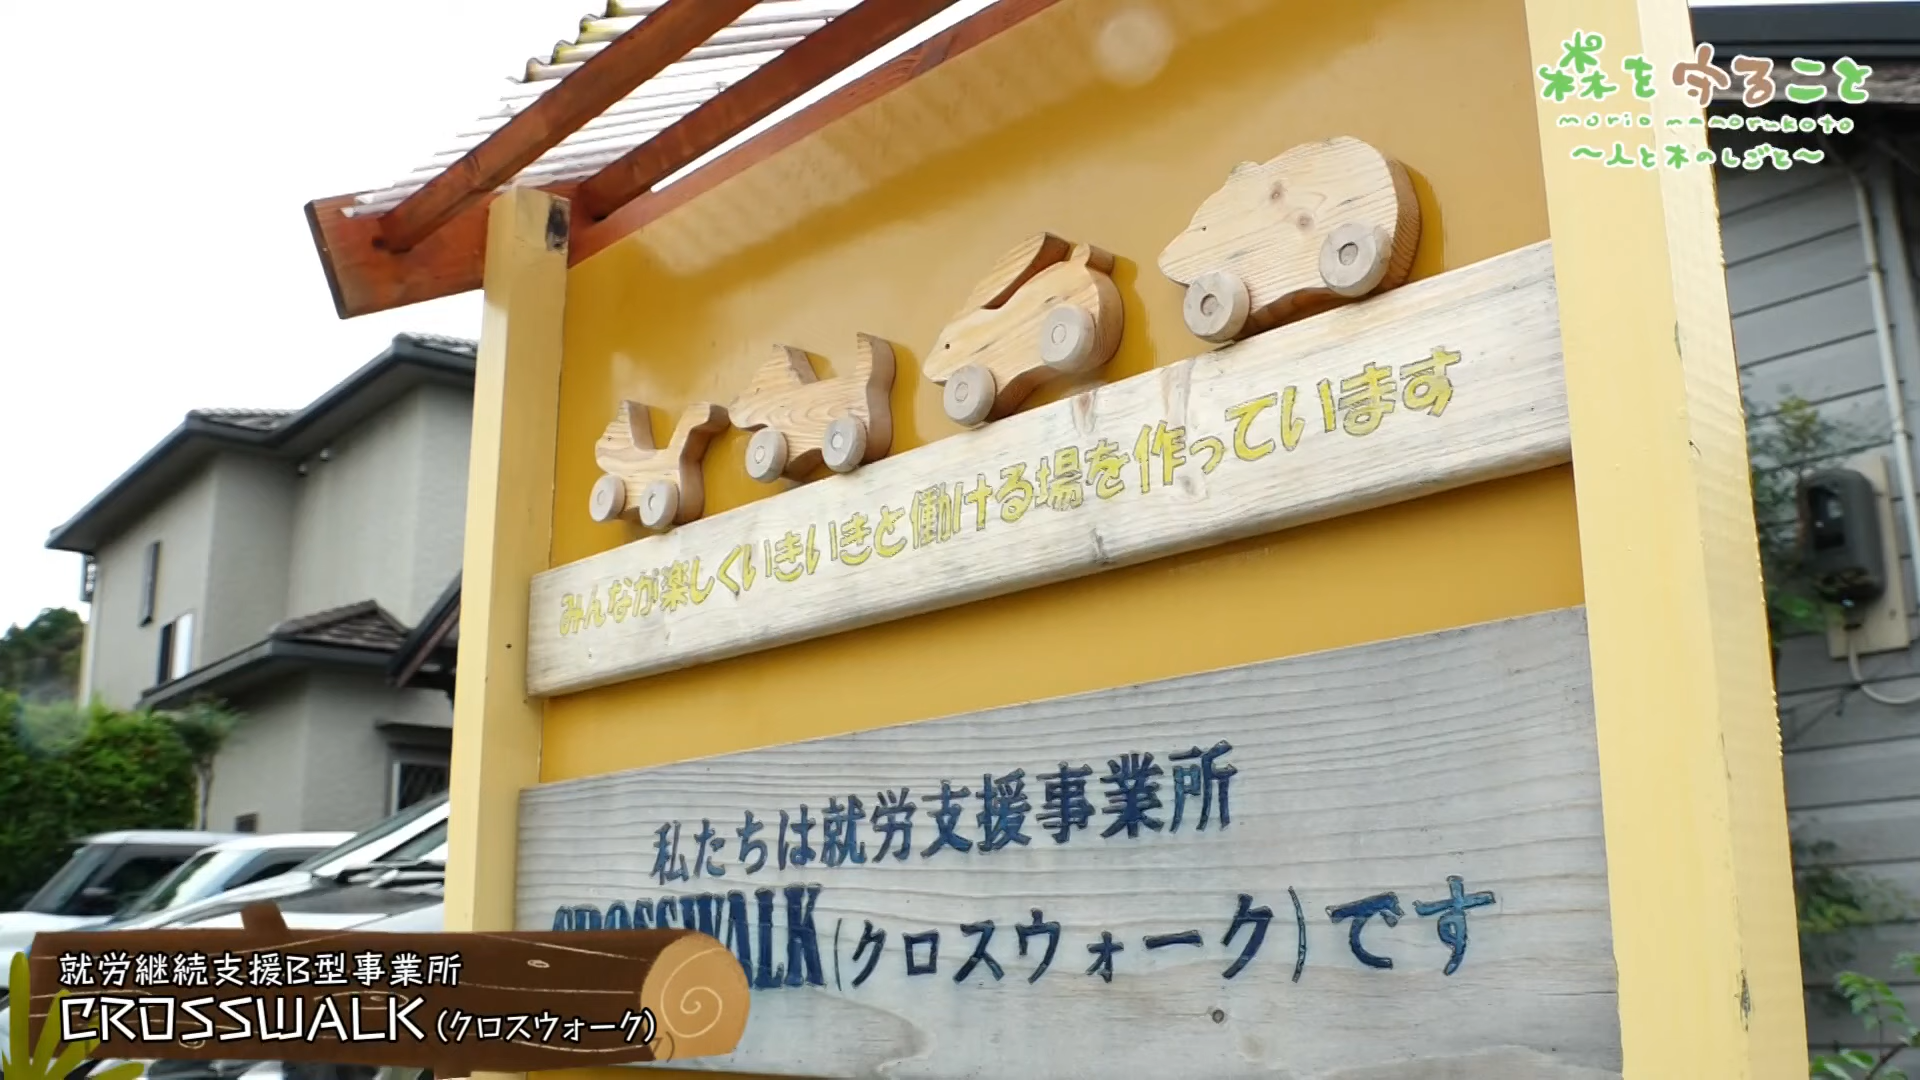 森を守ること
morio mamorukoto
〜人と木のしごと〜
みんなが楽しくいきいきと働ける場を作っています
私たちは就労支援事業所
CROSSWALK(クロスウォーク)です
就労継続支援B型事業所
CROSSWALK(クロスウォーク)